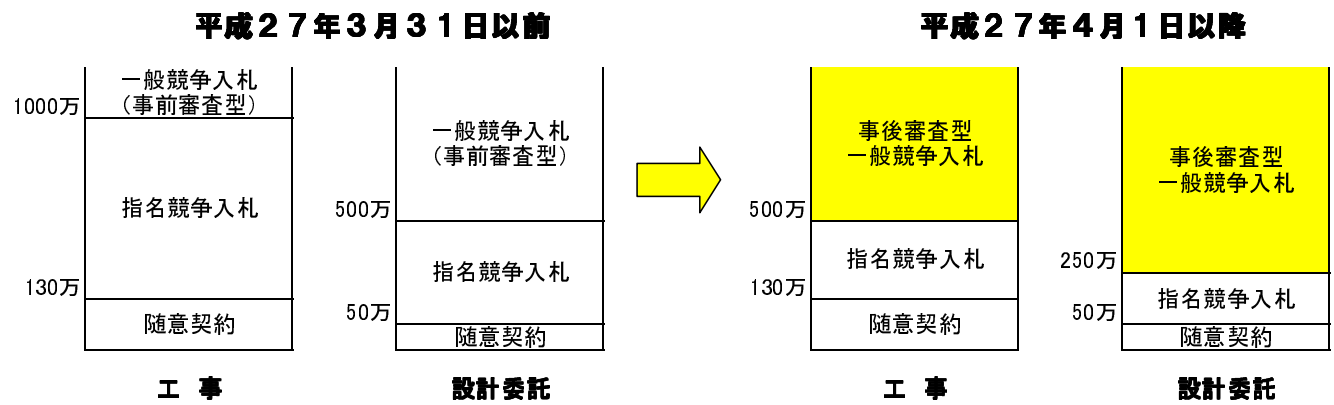 平成２７年３月３１日以前
一般競争入札
（事前審査型）
1000万
指名競争入札
130万
随意契約
工 事
一般競争入札
（事前審査型）
500万
指名競争入札
50万
随意契約
設計委託
平成２７年４月１日以降
事後審査型
一般競争入札
500万
指名競争入札
130万
随意契約
工 事
事後審査型
一般競争入札
250万
指名競争入札
50万
随意契約
設計委託